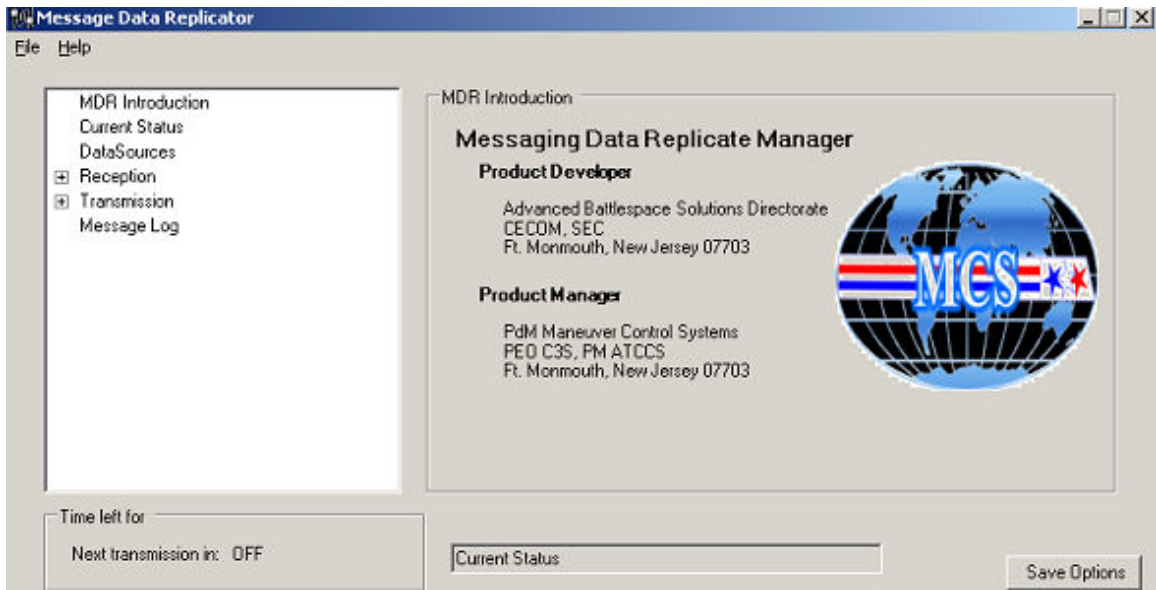 Message Data Replicator
File Help
MDR Introduction
Current Status
DataSources
Reception
Transmission
Message Log
MDR Introduction
Messaging Data Replicate Manager
Product Developer
Advanced Battlespace Solutions Directorate
CECOM, SEC
Ft. Monmouth, New Jersey 07703
Product Manager
PdM Maneuver Control Systems
PEO C3S, PM ATCCS
Ft. Monmouth, New Jersey 07703
MCS
Time left for
Next transmission in: OFF
Current Status
Save Options